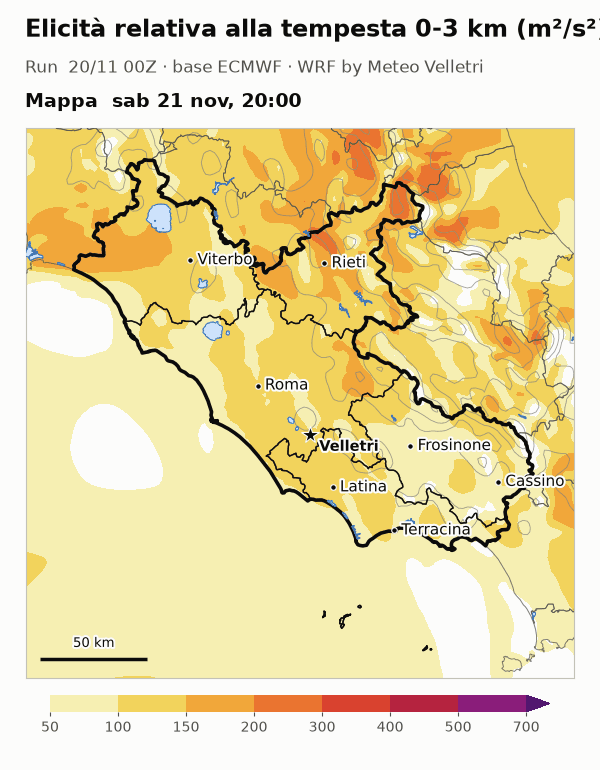 Elicità relativa alla tempesta 0-3 km (m²/s²)
Run 20/11 00Z · base ECMWF · WRF by Meteo Velletri
Mappa sab 21 nov, 20:00
Viterbo
Rieti
Roma
Velletri
Frosinone
Latina
Cassino
Terracina
50 km
50 100 150 200 300 400 500 700